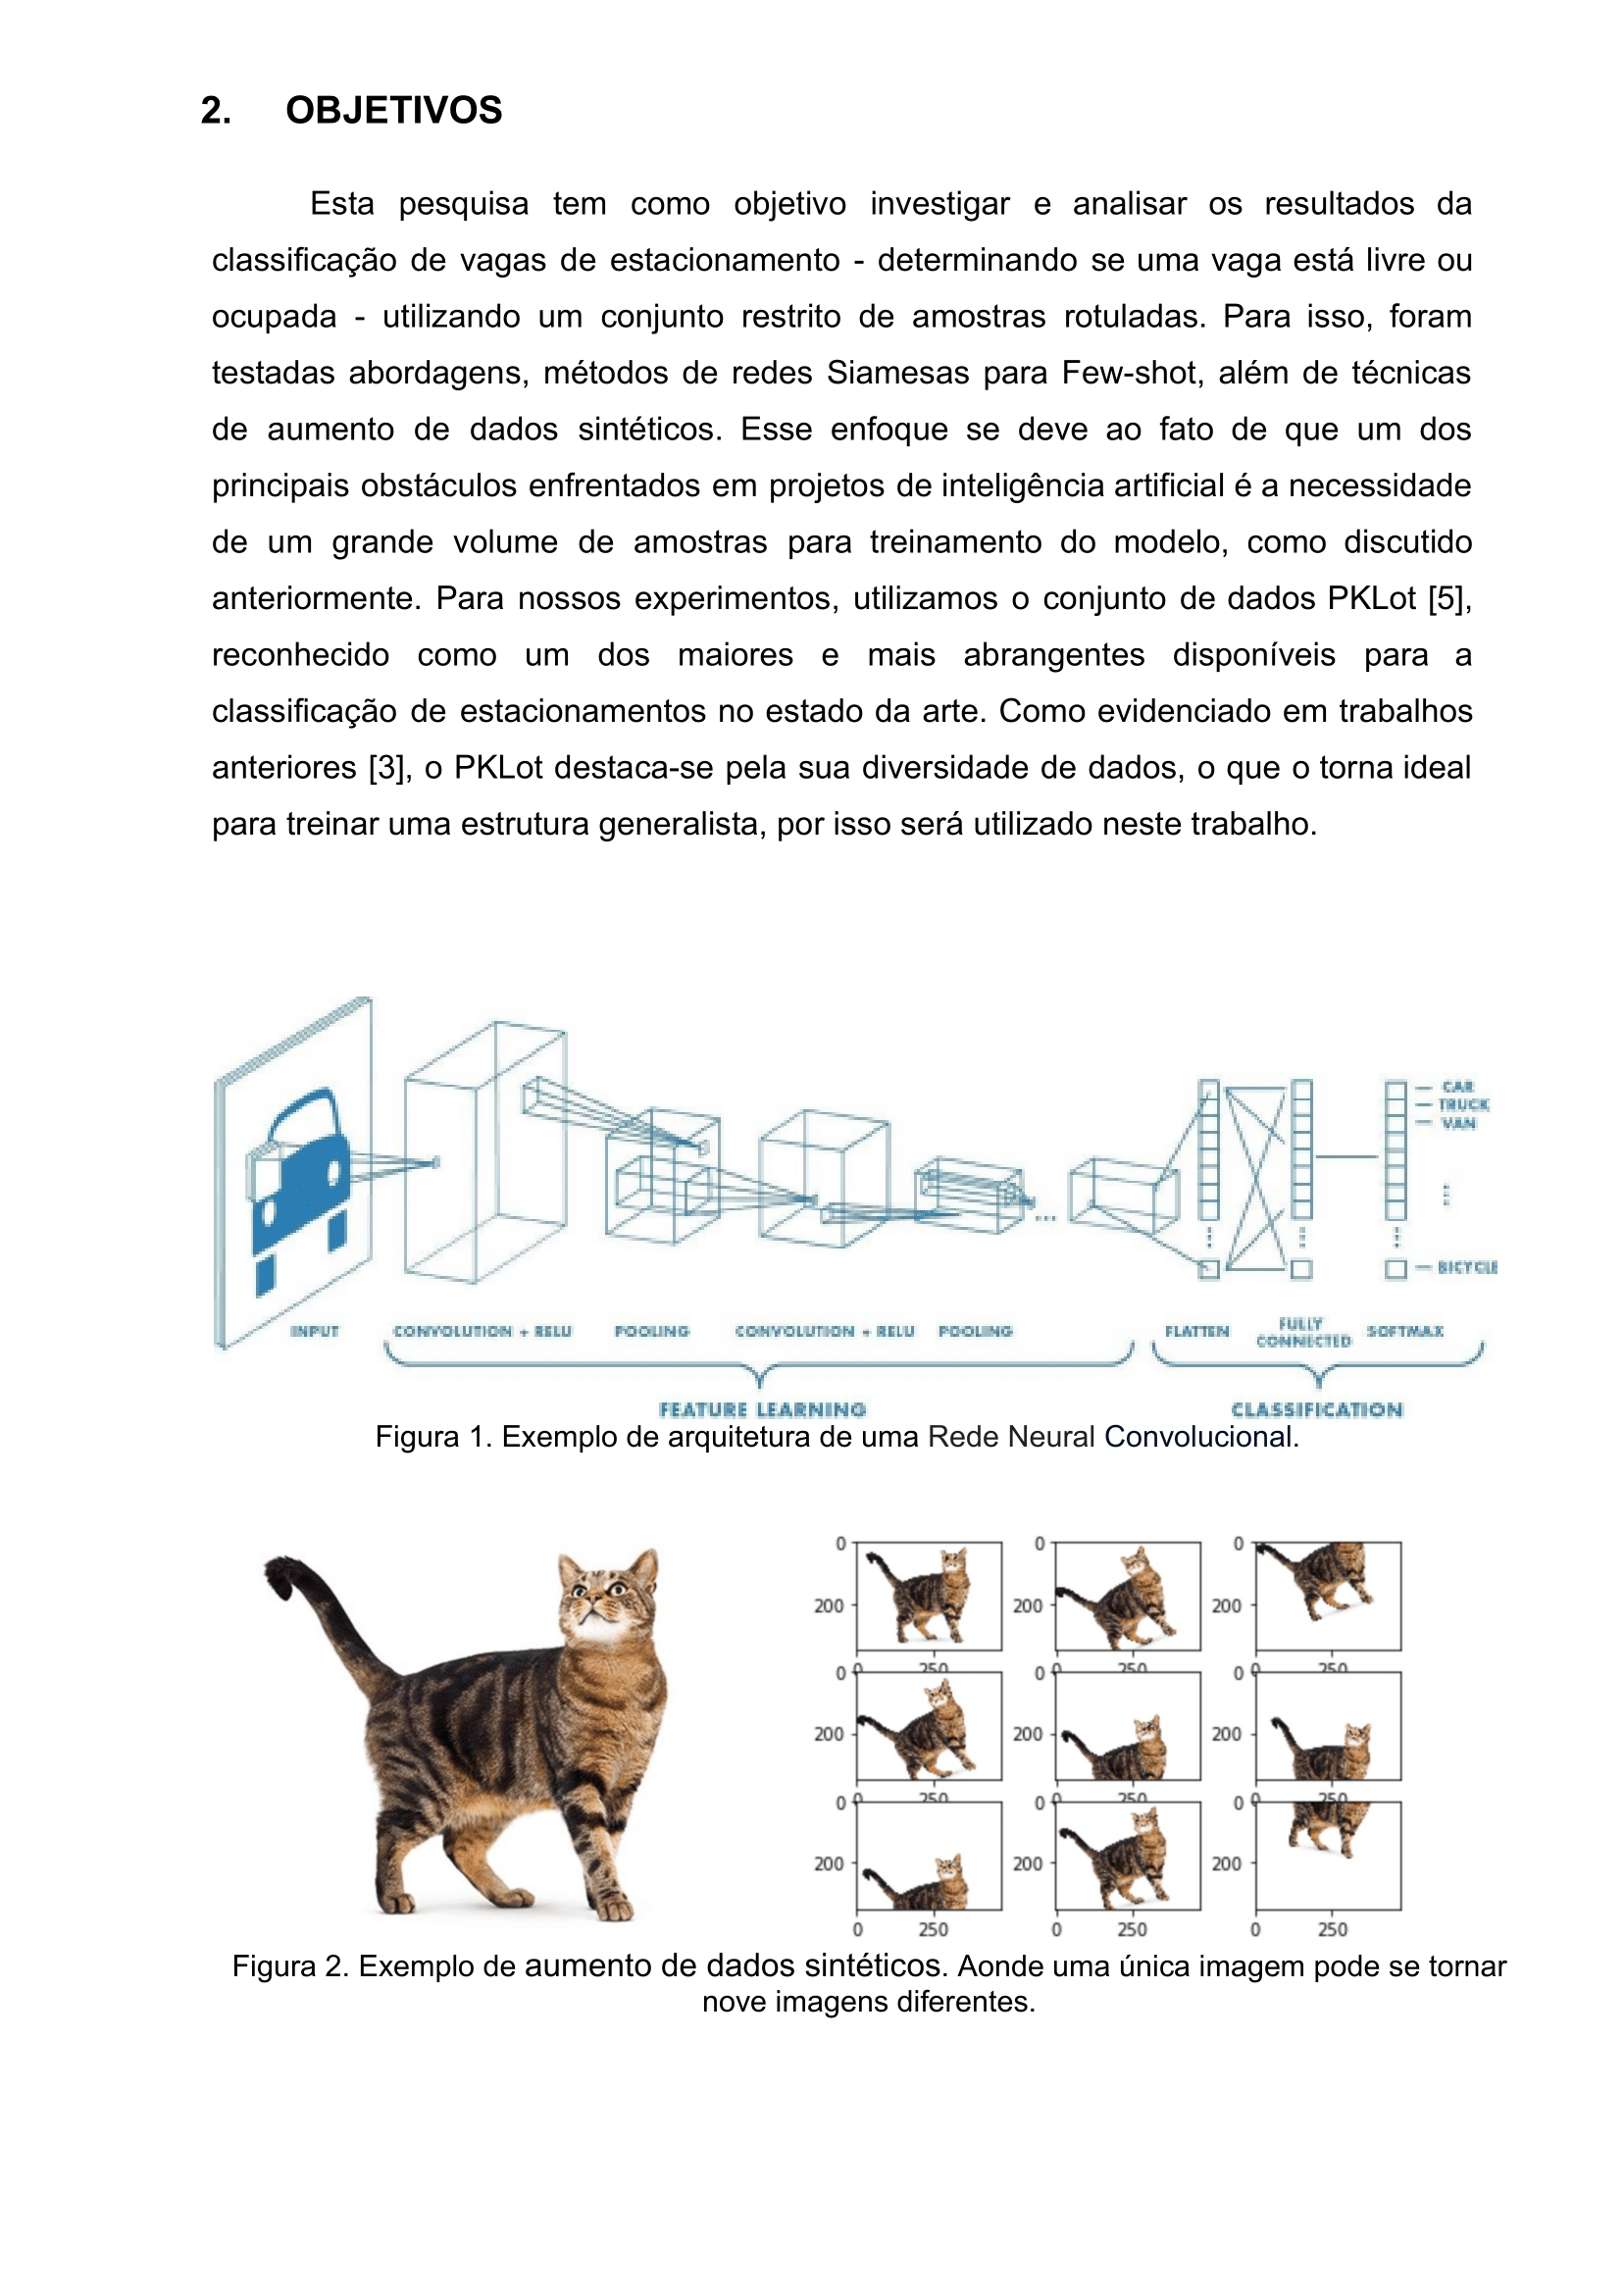 2. OBJETIVOS
Esta pesquisa tem como objetivo investigar e analisar os resultados da
classificação de vagas de estacionamento - determinando se uma vaga está livre ou
ocupada - utilizando um conjunto restrito de amostras rotuladas. Para isso, foram
testadas abordagens, métodos de redes Siamesas para Few-shot, além de técnicas
de aumento de dados sintéticos. Esse enfoque se deve ao fato de que um dos
principais obstáculos enfrentados em projetos de inteligência artificial é a necessidade
de um grande volume de amostras para treinamento do modelo, como discutido
anteriormente. Para nossos experimentos, utilizamos o conjunto de dados PKLot [5],
reconhecido como um dos maiores e mais abrangentes disponíveis para a
classificação de estacionamentos no estado da arte. Como evidenciado em trabalhos
anteriores [3], o PKLot destaca-se pela sua diversidade de dados, o que o torna ideal
para treinar uma estrutura generalista, por isso será utilizado neste trabalho.
CAR
TRUCK
VAN
...
BICYCLE
INPUT CONVOLUTION + RELU POOLING CONVOLUTION + RELU POOLING FLATTEN FULLY CONNECTED SOFTMAX
FEATURE LEARNING CLASSIFICATION
Figura 1. Exemplo de arquitetura de uma Rede Neural Convolucional.
0 0 0
200 200 200
0 250 0 250 0 250
0 0 0
200 200 200
0 250 0 250 0 250
0 0 0
200 200 200
0 250 0 250 0 250
Figura 2. Exemplo de aumento de dados sintéticos. Aonde uma única imagem pode se tornar
nove imagens diferentes.